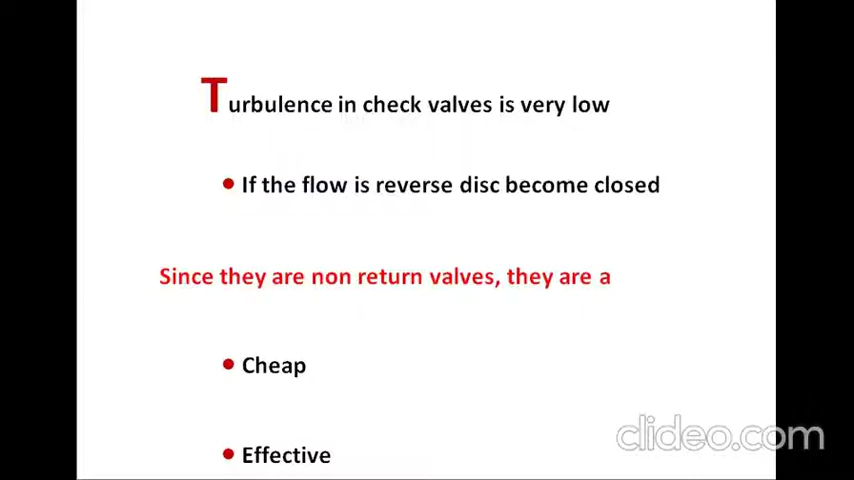 Turbulence in check valves is very low
• If the flow is reverse disc become closed
Since they are non return valves, they are a
• Cheap
• Effective
clideo.com